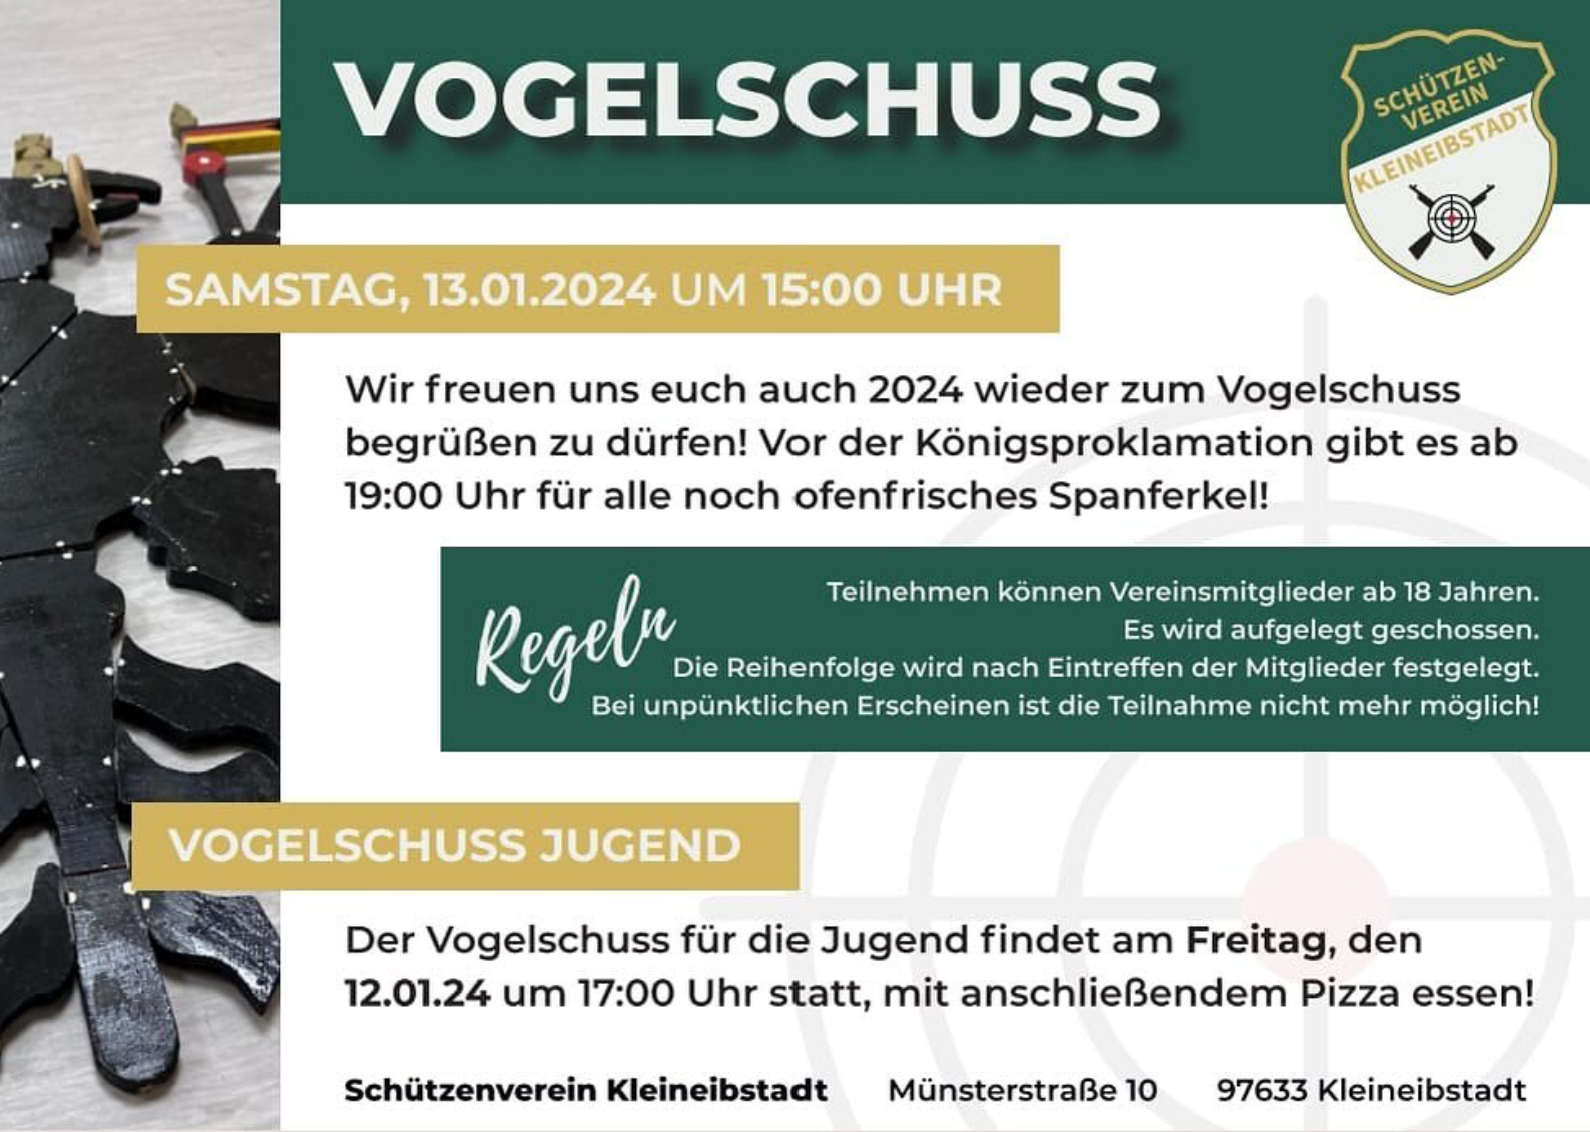 VOGELSCHUSS
SCHÜTZEN-
VEREIN
KLEINEIBSTADT
SAMSTAG, 13.01.2024 UM 15:00 UHR
Wir freuen uns euch auch 2024 wieder zum Vogelschuss
begrüßen zu dürfen! Vor der Königsproklamation gibt es ab
19:00 Uhr für alle noch ofenfrisches Spanferkel!
Regeln
Teilnehmen können Vereinsmitglieder ab 18 Jahren.
Es wird aufgelegt geschossen.
Die Reihenfolge wird nach Eintreffen der Mitglieder festgelegt.
Bei unpünktlichen Erscheinen ist die Teilnahme nicht mehr möglich!
VOGELSCHUSS JUGEND
Der Vogelschuss für die Jugend findet am Freitag, den
12.01.24 um 17:00 Uhr statt, mit anschließendem Pizza essen!
Schützenverein Kleineibstadt Münsterstraße 10 97633 Kleineibstadt